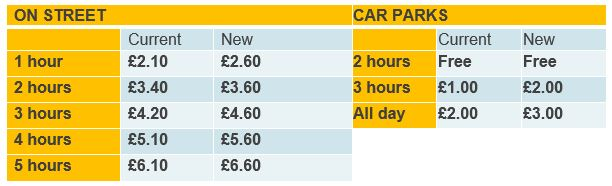 ON STREET CAR PARKS
Current New Current New
1 hour £2.10 £2.60 2 hours Free Free
2 hours £3.40 £3.60 3 hours £1.00 £2.00
3 hours £4.20 £4.60 All day £2.00 £3.00
4 hours £5.10 £5.60
5 hours £6.10 £6.60